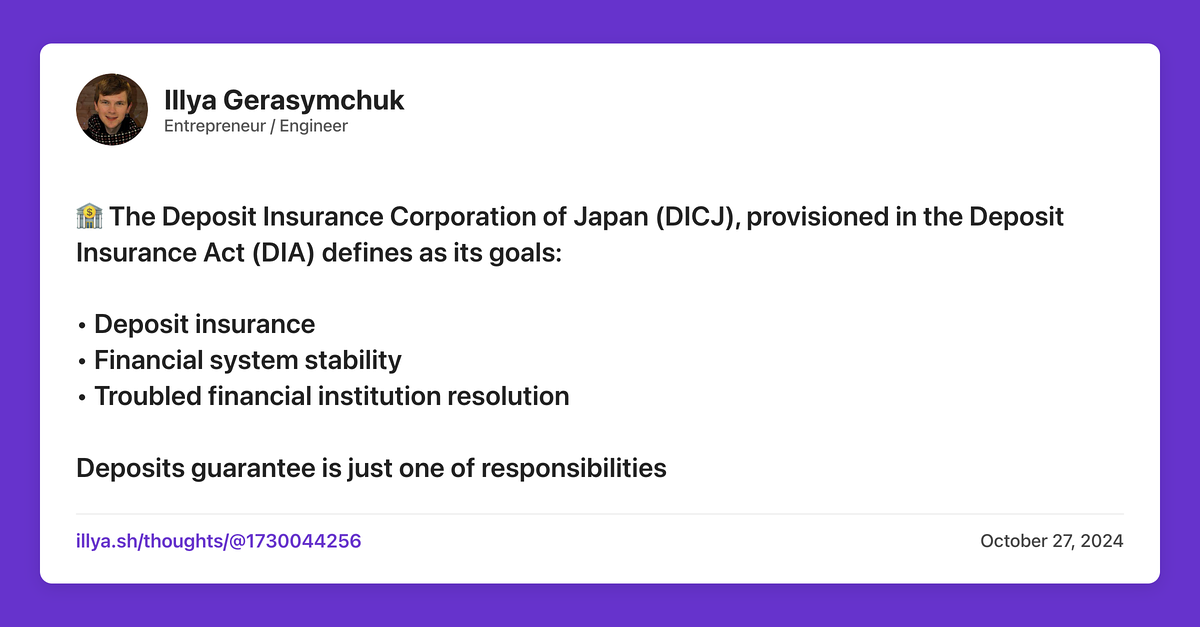 Illya Gerasymchuk
Entrepreneur / Engineer
🏦 The Deposit Insurance Corporation of Japan (DICJ), provisioned in the Deposit
Insurance Act (DIA) defines as its goals:
• Deposit insurance
• Financial system stability
• Troubled financial institution resolution
Deposits guarantee is just one of responsibilities
illya.sh/thoughts/@1730044256
October 27, 2024